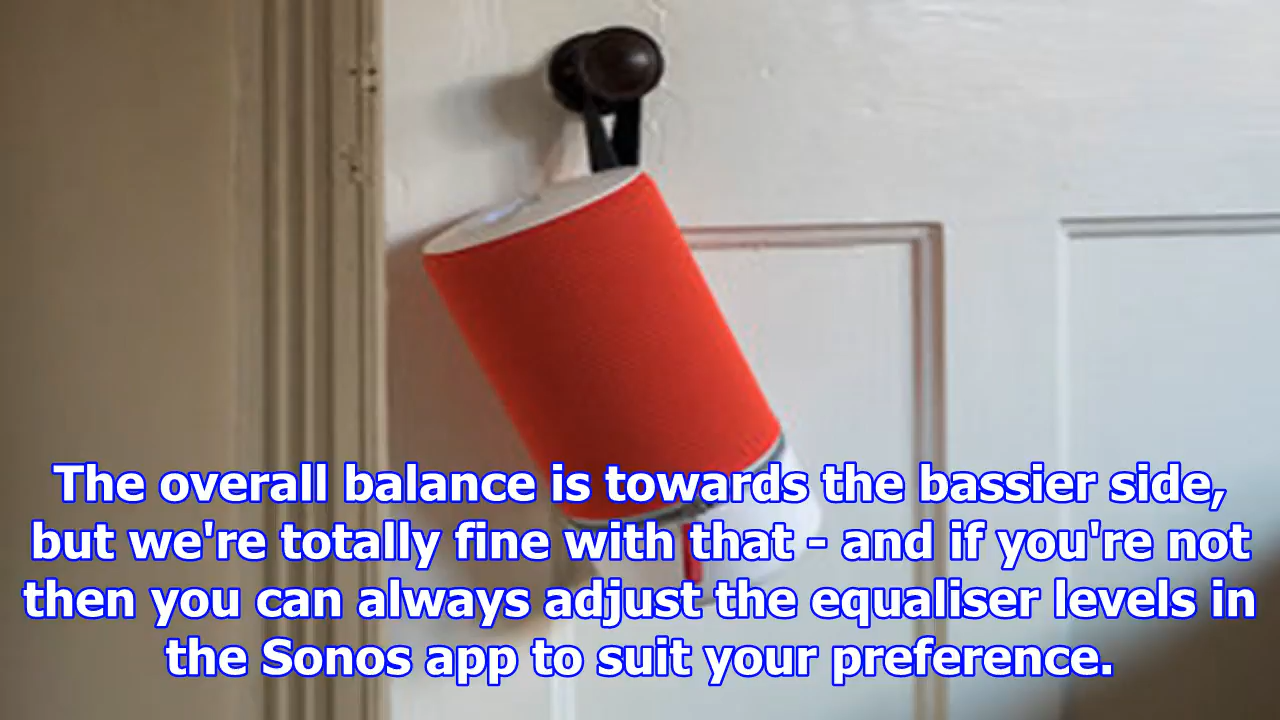 The overall balance is towards the bassier side,
but we're totally fine with that - and if you're not
then you can always adjust the equaliser levels in
the Sonos app to suit your preference.